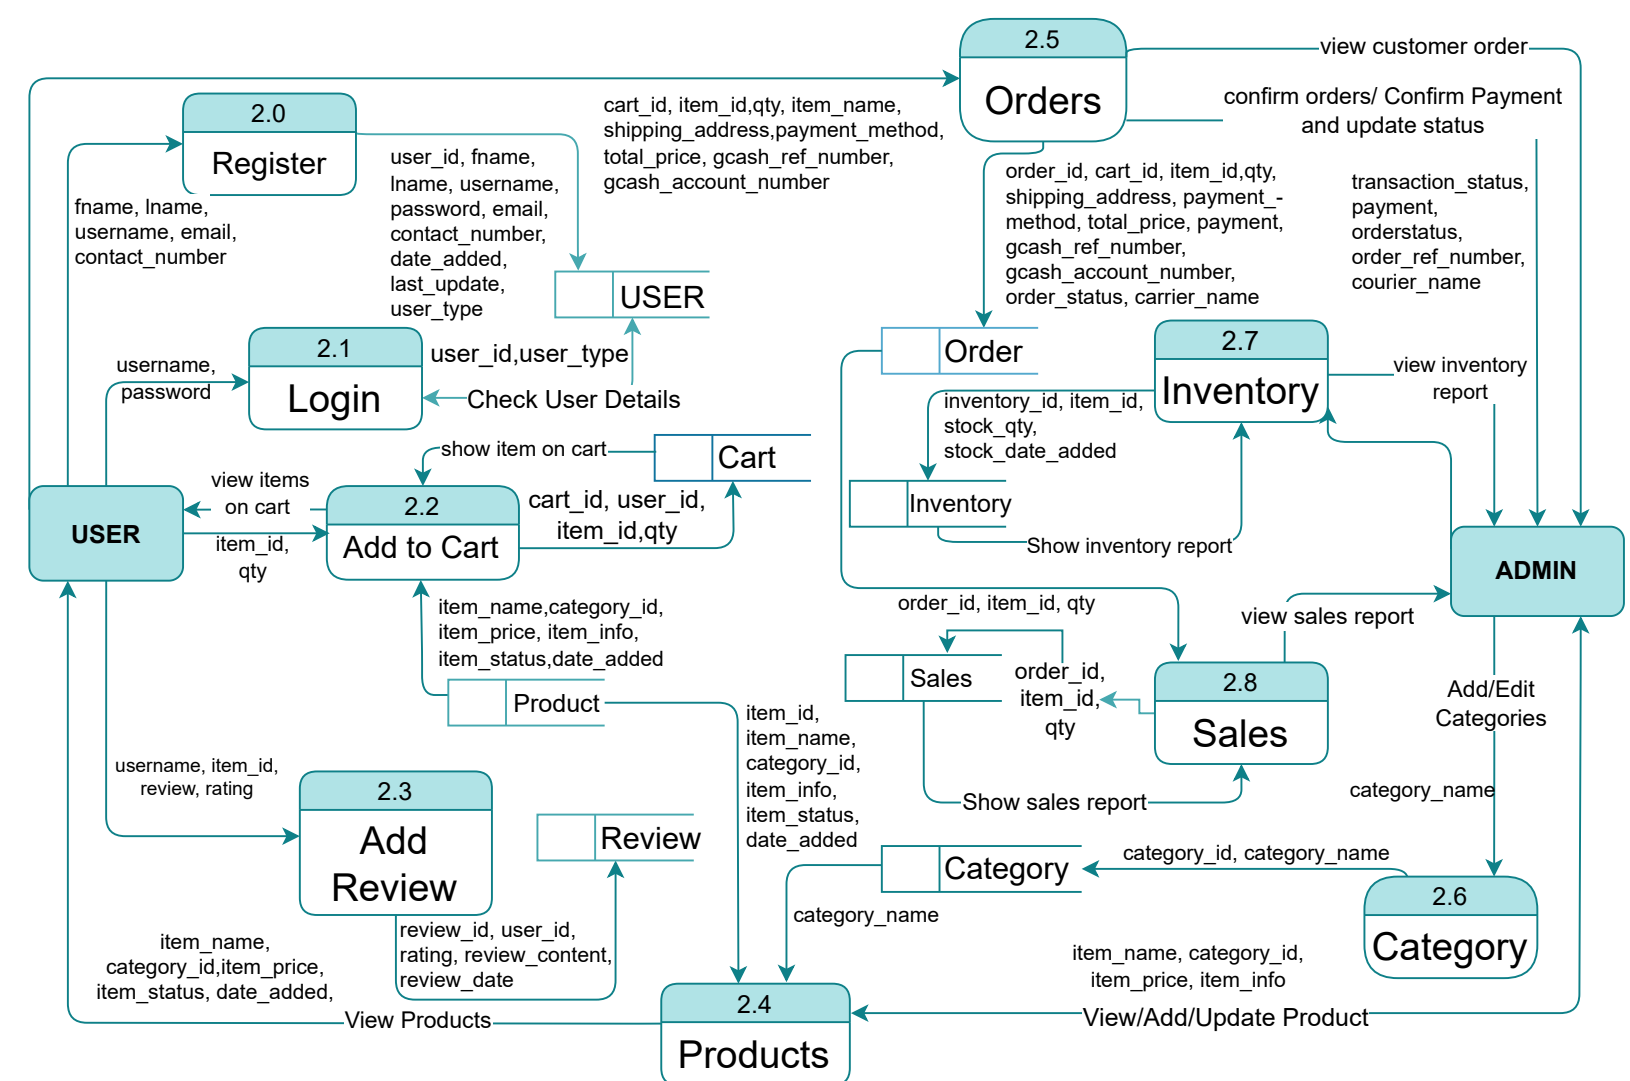 2.5
Orders
view customer order
confirm orders/ Confirm Payment
and update status
2.0
Register
cart_id, item_id,qty, item_name,
shipping_address,payment_method,
total_price, gcash_ref_number,
gcash_account_number
user_id, fname,
lname, username,
password, email,
contact_number,
date_added,
last_update,
user_type
fname, lname,
username, email,
contact_number
order_id, cart_id, item_id,qty,
shipping_address, payment_-
method, total_price, payment,
gcash_ref_number,
gcash_account_number,
order_status, carrier_name
transaction_status,
payment,
orderstatus,
order_ref_number,
courier_name
USER
2.1
Login
username,
password
user_id,user_type
Check User Details
Order
2.7
Inventory
view inventory
report
inventory_id, item_id,
stock_qty,
stock_date_added
show item on cart
Cart
view items
on cart
2.2
Add to Cart
cart_id, user_id,
item_id,qty
Inventory
Show inventory report
USER
item_id,
qty
ADMIN
item_name,category_id,
item_price, item_info,
item_status,date_added
order_id, item_id, qty
view sales report
Product
Sales
order_id,
item_id,
qty
2.8
Sales
Add/Edit
Categories
item_id,
item_name,
category_id,
item_info,
item_status,
date_added
username, item_id,
review, rating
2.3
Add
Review
Review
Show sales report
category_name
Category
category_id, category_name
2.6
Category
category_name
review_id, user_id,
rating, review_content,
review_date
item_name,
category_id,item_price,
item_status, date_added,
View Products
2.4
Products
item_name, category_id,
item_price, item_info
View/Add/Update Product